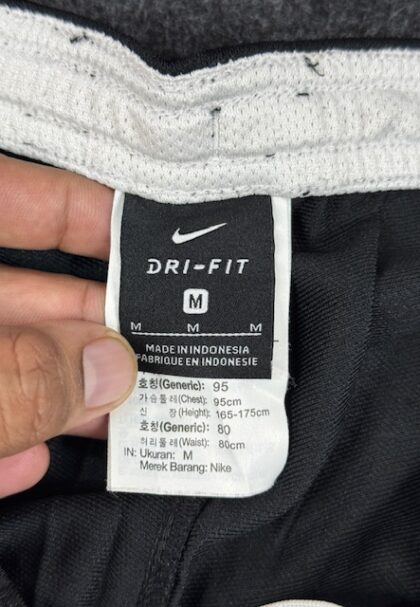 DRI-FIT
M
M M M
MADE IN INDONESIA
FABRIQUE EN INDONESIE
호칭(Generic): 95
가슴둘레(Chest): 95cm
신 장(Height): 165-175cm
호칭(Generic): 80
허리둘레(Waist): 80cm
IN: Ukuran: M
Merek Barang: Nike